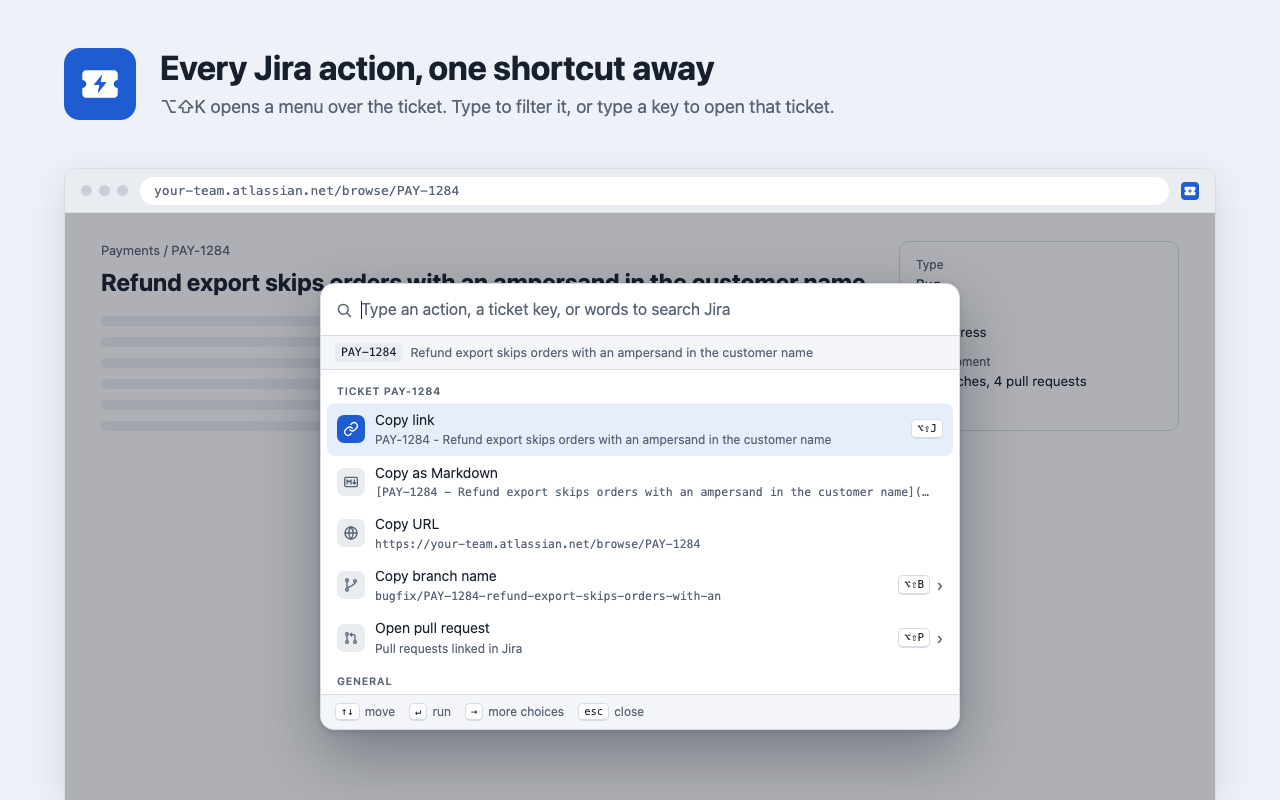 Every Jira action, one shortcut away
⌥⇧K opens a menu over the ticket. Type to filter it, or type a key to open that ticket.
your-team.atlassian.net/browse/PAY-1284
Payments / PAY-1284
Refund export skips orders with an ampersand in the customer name
Type
ress
ment
ches, 4 pull requests
Type an action, a ticket key, or words to search Jira
PAY-1284 Refund export skips orders with an ampersand in the customer name
TICKET PAY-1284
Copy link
PAY-1284 - Refund export skips orders with an ampersand in the customer name
⌥⇧J
Copy as Markdown
[PAY-1284 - Refund export skips orders with an ampersand in the customer name](…
Copy URL
https://your-team.atlassian.net/browse/PAY-1284
Copy branch name
bugfix/PAY-1284-refund-export-skips-orders-with-an
⌥⇧B ›
Open pull request
Pull requests linked in Jira
⌥⇧P ›
GENERAL
↑↓ move ↵ run → more choices esc close